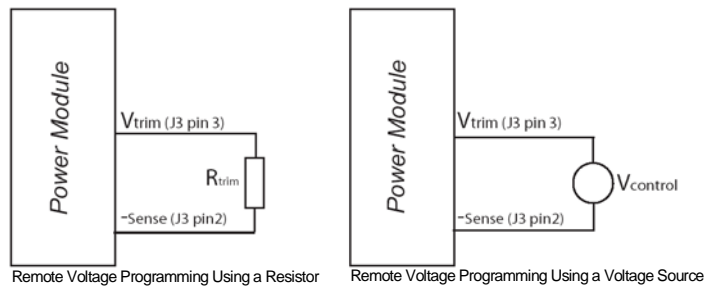 Power Module
Vtrim (J3 pin 3)
Rtrim
-Sense (J3 pin2)
Remote Voltage Programming Using a Resistor
Power Module
Vtrim (J3 pin 3)
Vcontrol
-Sense (J3 pin2)
Remote Voltage Programming Using a Voltage Source